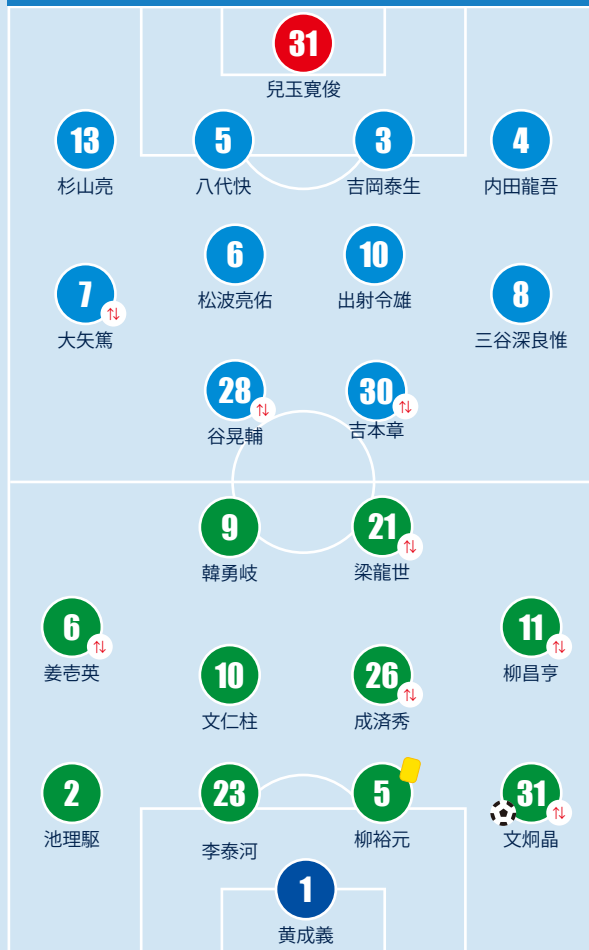 31
兒玉寛俊
13
5
3
4
杉山亮
八代快
吉岡泰生
内田龍吾
6
10
松波亮佑
出射令雄
7
8
大矢篤
三谷深良惟
28
30
谷晃輔
吉本章
9
21
韓勇岐
梁龍世
6
11
姜壱英
柳昌亨
10
26
文仁柱
成済秀
2
23
5
31
池理駆
李泰河
柳裕元
文炯晶
1
黄成義